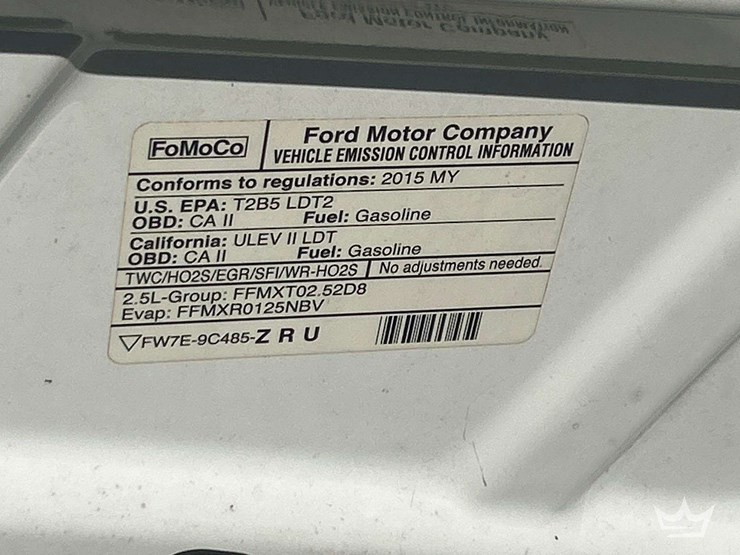 FoMoCo
Ford Motor Company
VEHICLE EMISSION CONTROL INFORMATION
Conforms to regulations: 2015 MY
U.S. EPA: T2B5 LDT2
OBD: CA II Fuel: Gasoline
California: ULEV II LDT
OBD: CA II Fuel: Gasoline
TWC/HO2S/EGR/SFI/WR-HO2S No adjustments needed.
2.5L-Group: FFMXT02.52D8
Evap: FFMXR0125NBV
FW7E-9C485-Z R U